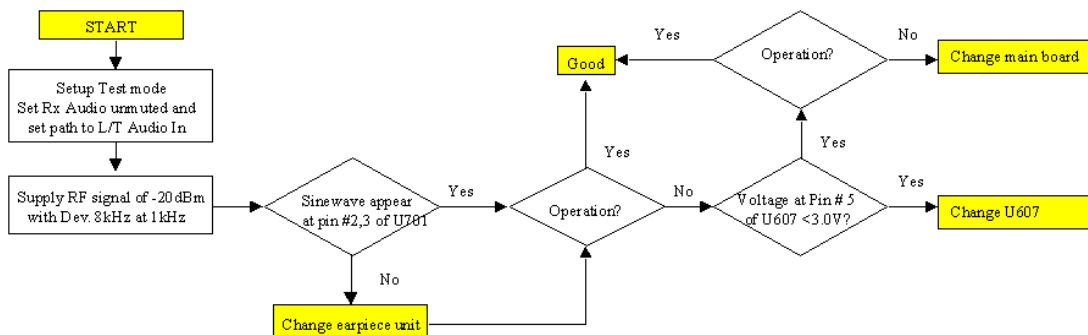 START
Setup Test mode
Set Rx Audio unmuted and
set path to L/T Audio In
Supply RF signal of -20dBm
with Dev. 8kHz at 1kHz
Sinewave appear
at pin #2,3 of U701
Yes
No
Change earpiece unit
Operation?
Yes
Good
No
Voltage at Pin # 5
of U607 <3.0V?
Yes
Change U607
Yes
Operation?
Yes
No
Change main board